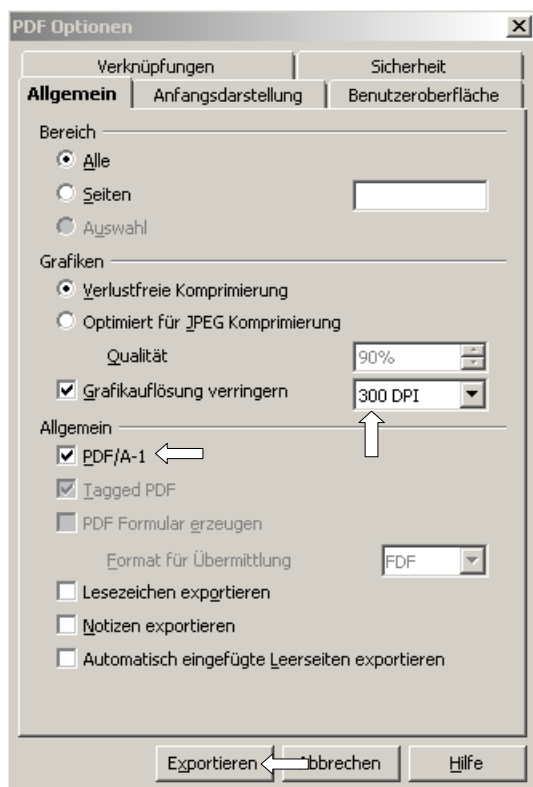 PDF Optionen
Verknüpfungen Sicherheit
Allgemein Anfangsdarstellung Benutzeroberfläche
Bereich
Alle
Seiten
Auswahl
Grafiken
Verlustfreie Komprimierung
Optimiert für JPEG Komprimierung
Qualität 90%
Grafikauflösung verringern 300 DPI
Allgemein
PDF/A-1
Tagged PDF
PDF Formular erzeugen
Format für Übermittlung FDF
Lesezeichen exportieren
Notizen exportieren
Automatisch eingefügte Leerseiten exportieren
Exportieren Abbrechen Hilfe